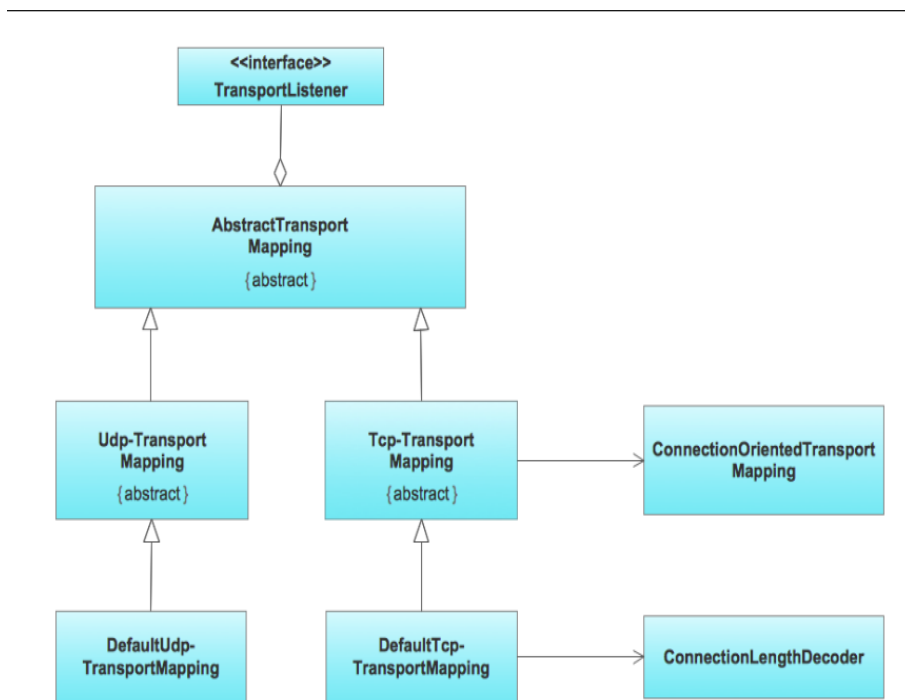 <<interface>>
TransportListener
AbstractTransport
Mapping
{abstract}
Udp-Transport
Mapping
{abstract}
Tcp-Transport
Mapping
{abstract}
ConnectionOrientedTransport
Mapping
DefaultUdp-
TransportMapping
DefaultTcp-
TransportMapping
ConnectionLengthDecoder